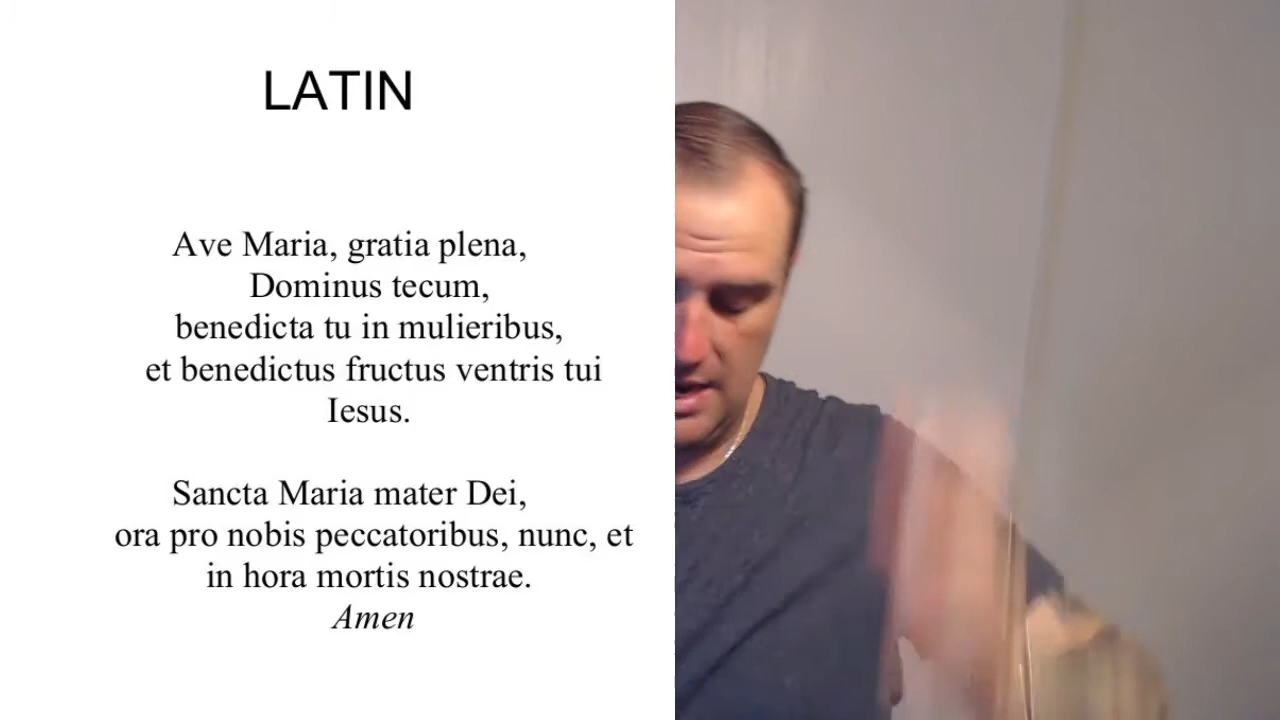 LATIN
Ave Maria, gratia plena,
Dominus tecum,
benedicta tu in mulieribus,
et benedictus fructus ventris tui
Iesus.
Sancta Maria mater Dei,
ora pro nobis peccatoribus, nunc, et
in hora mortis nostrae.
Amen